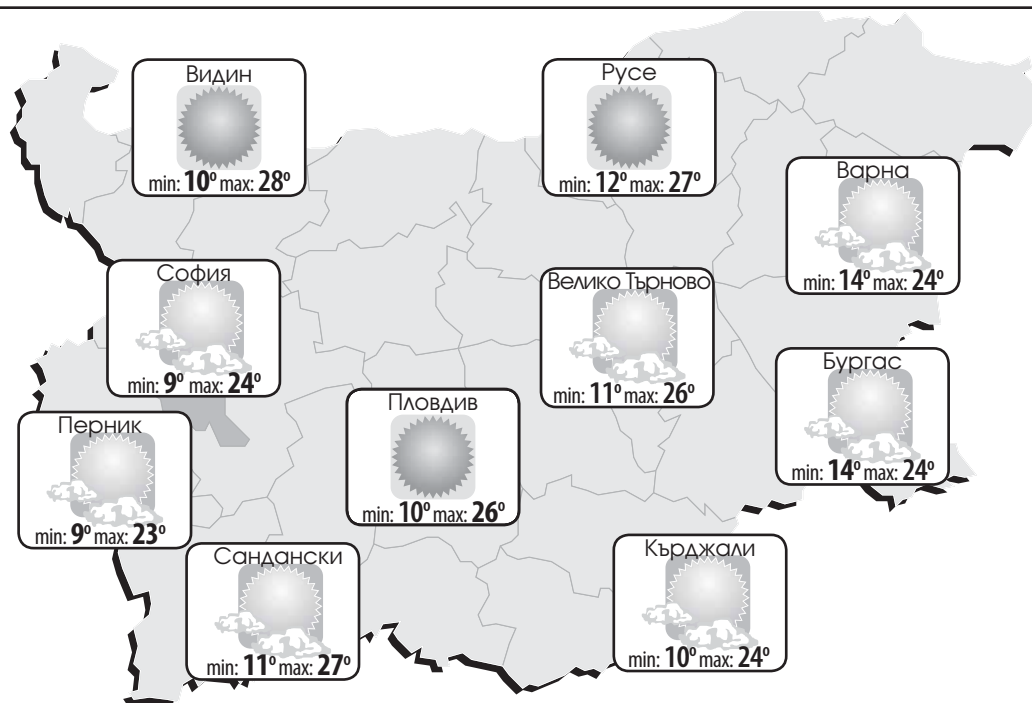 Видин
min: 10° max: 28°
Русе
min: 12° max: 27°
Варна
min: 14° max: 24°
София
min: 9° max: 24°
Велико Търново
min: 11° max: 26°
Бургас
min: 14° max: 24°
Пловдив
min: 10° max: 26°
Перник
min: 9° max: 23°
Сандански
min: 11° max: 27°
Кърджали
min: 10° max: 24°